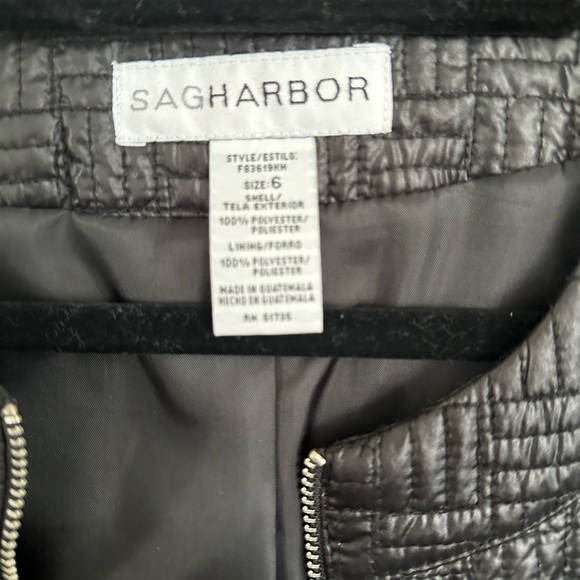 SAGHARBOR
STYLE/ESTILO:
F83619KH
SIZE: 6
SHELL/
TELA EXTERIOR
100% POLYESTER/
POLIESTER
LINING/FORRO
100% POLYESTER/
POLIESTER
MADE IN GUATEMALA
HECHO EN GUATEMALA
RN 51735